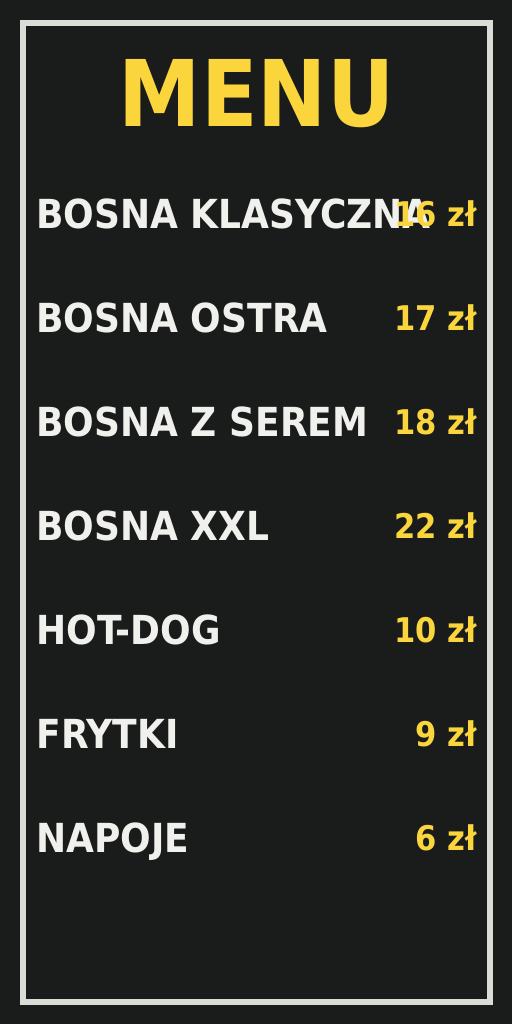 MENU
BOSNA KLASYCZNA 16 zł
BOSNA OSTRA 17 zł
BOSNA Z SEREM 18 zł
BOSNA XXL 22 zł
HOT-DOG 10 zł
FRYTKI 9 zł
NAPOJE 6 zł